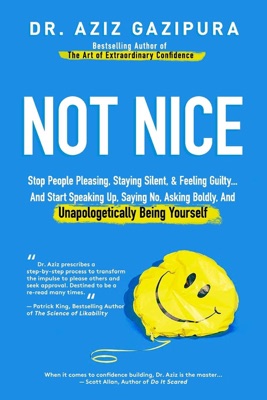 DR. AZIZ GAZIPURA
Bestselling Author of
The Art of Extraordinary Confidence
NOT NICE
Stop People Pleasing, Staying Silent, & Feeling Guilty...
And Start Speaking Up, Saying No, Asking Boldly, And
Unapologetically Being Yourself
"Dr. Aziz prescribes a
step-by-step process to transform
the impulse to please others and
seek approval. Destined to be a
re-read many times."
— Patrick King, Bestselling Author
of The Science of Likability
When it comes to confidence building, Dr. Aziz is the master...
— Scott Allan, Author of Do It Scared